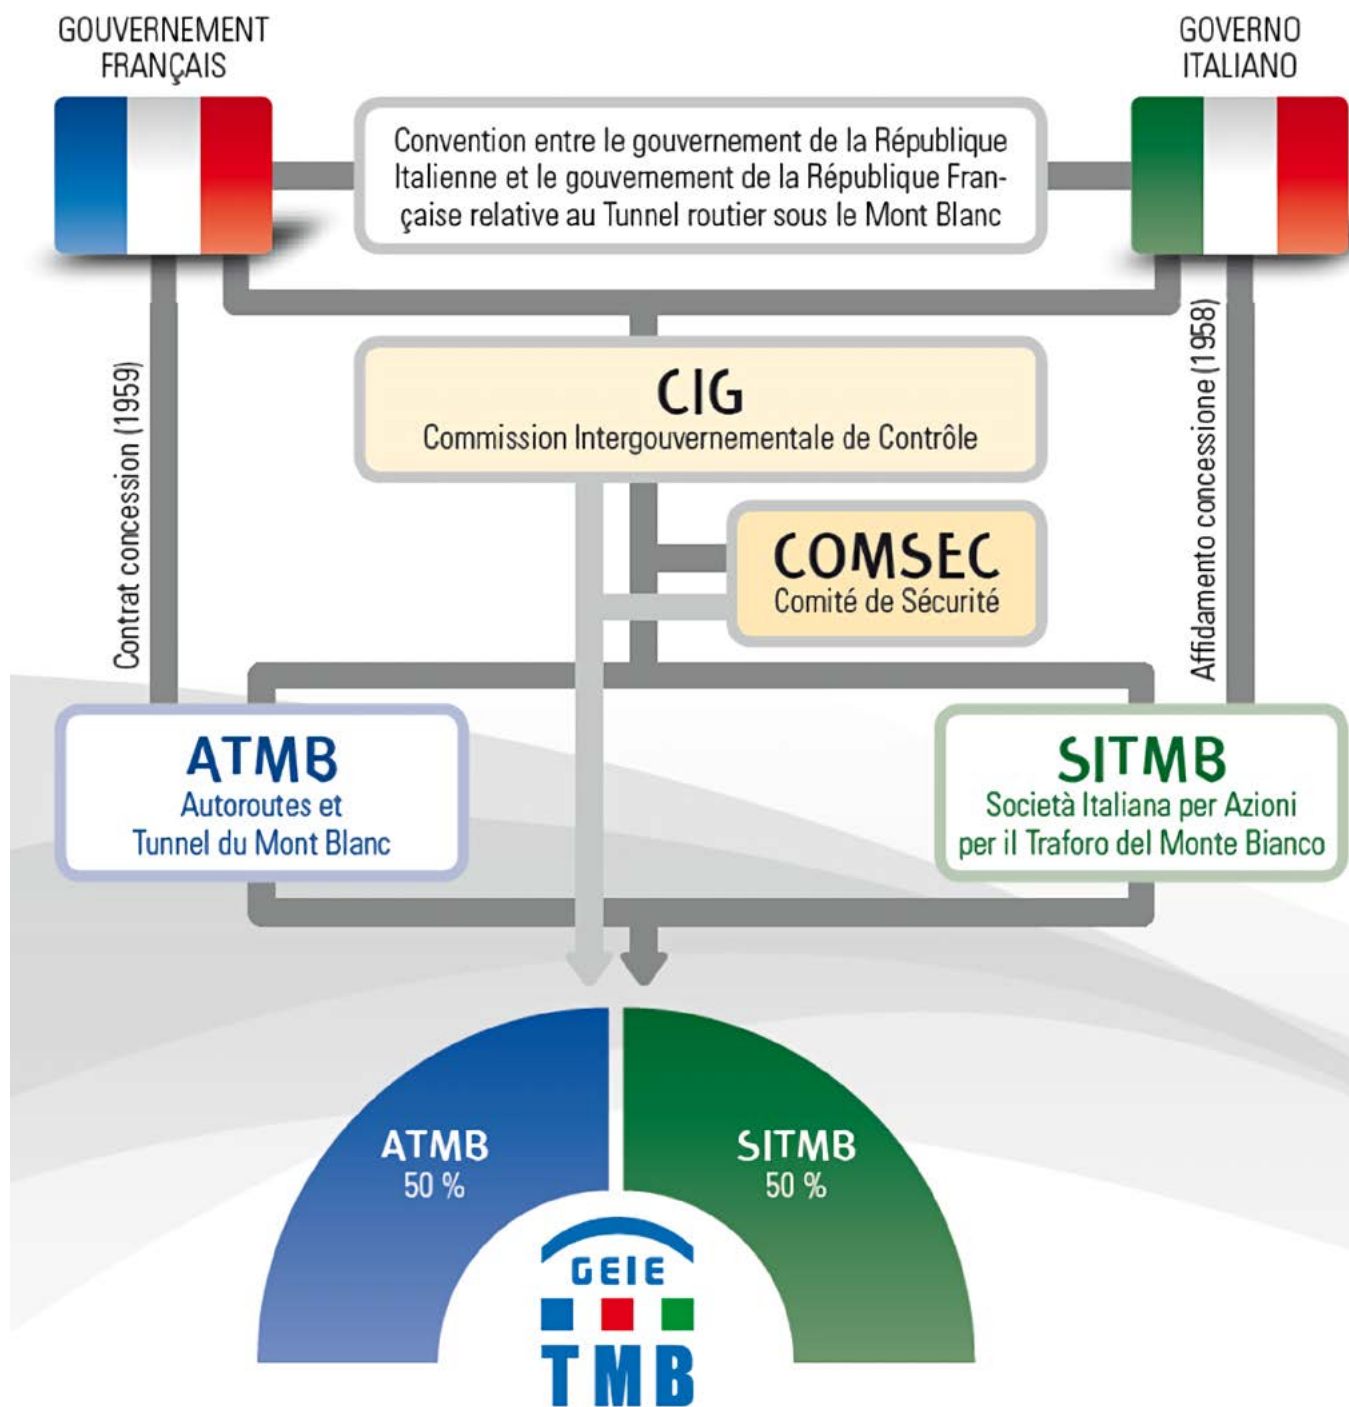 GOUVERNEMENT
FRANÇAIS
GOVERNO
ITALIANO
Convention entre le gouvernement de la République
Italienne et le gouvernement de la République Fran-
çaise relative au Tunnel routier sous le Mont Blanc
CIG
Commission Intergouvernementale de Contrôle
Contrat concession (1959)
Affidamento concessione (1958)
COMSEC
Comité de Sécurité
ATMB
Autoroutes et
Tunnel du Mont Blanc
SITMB
Società Italiana per Azioni
per il Traforo del Monte Bianco
ATMB
50 %
SITMB
50 %
GEIE
TMB